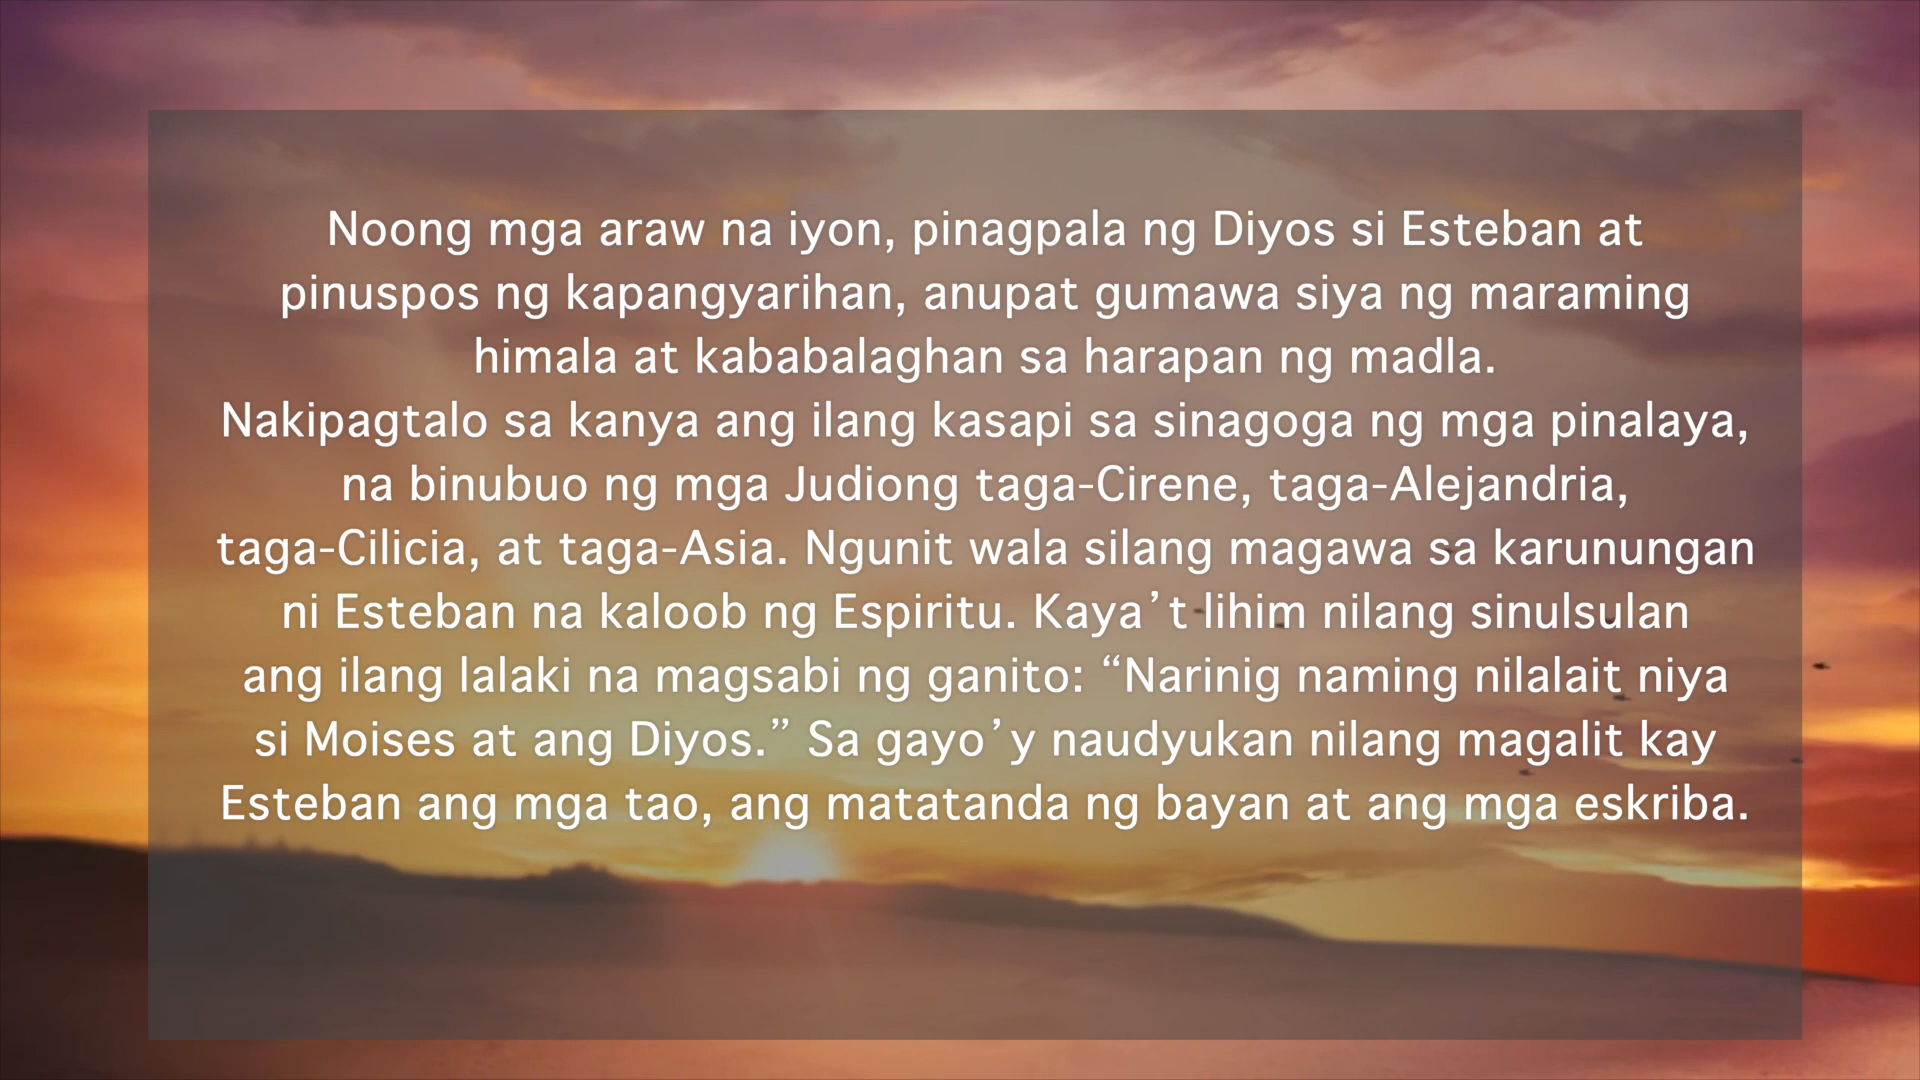 Noong mga araw na iyon, pinagpala ng Diyos si Esteban at
pinuspos ng kapangyarihan, anupat gumawa siya ng maraming
himala at kababalaghan sa harapan ng madla.
Nakipagtalo sa kanya ang ilang kasapi sa sinagoga ng mga pinalaya,
na binubuo ng mga Judiong taga-Cirene, taga-Alejandria,
taga-Cilicia, at taga-Asia. Ngunit wala silang magawa sa karunungan
ni Esteban na kaloob ng Espiritu. Kaya’t lihim nilang sinulsulan
ang ilang lalaki na magsabi ng ganito: “Narinig naming nilalait niya
si Moises at ang Diyos.” Sa gayo’y naudyukan nilang magalit kay
Esteban ang mga tao, ang matatanda ng bayan at ang mga eskriba.